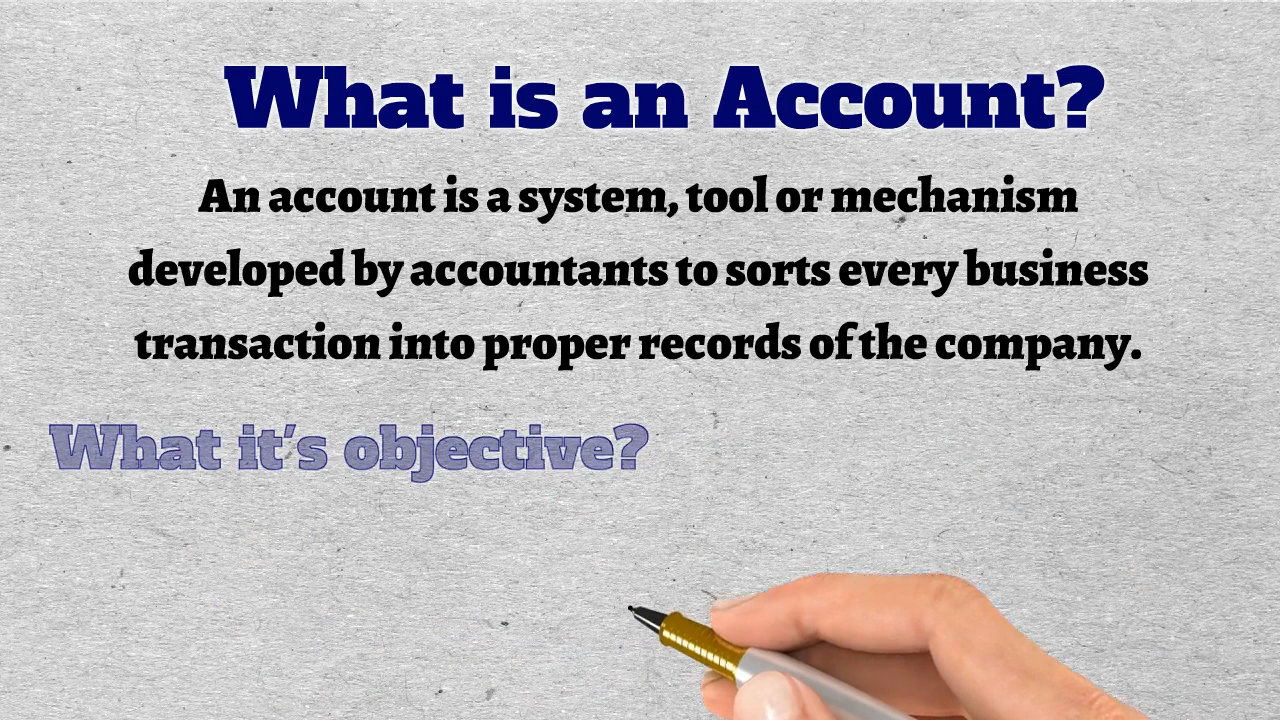 What is an Account?
An account is a system, tool or mechanism
developed by accountants to sorts every business
transaction into proper records of the company.
What it's objective?